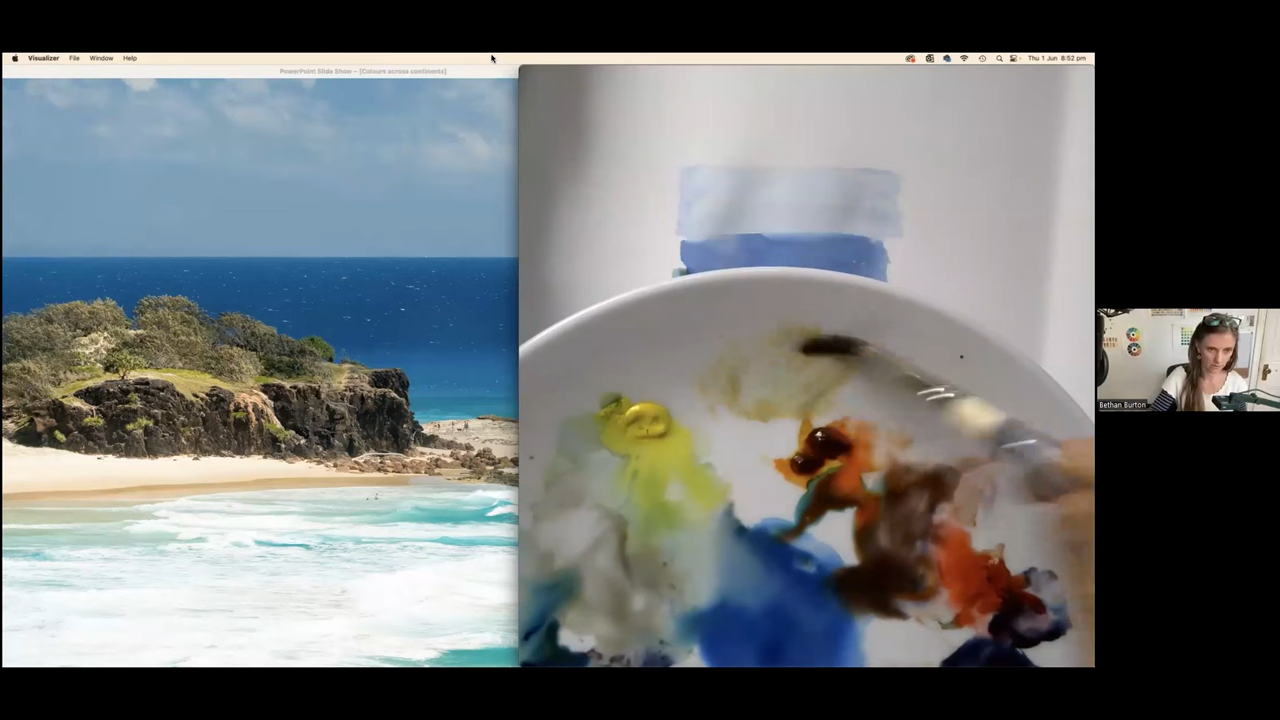 Visualizer File Window Help Thu 1 Jun 8:52 pm
PowerPoint Slide Show - [Colours across continents]
Bethan Burton